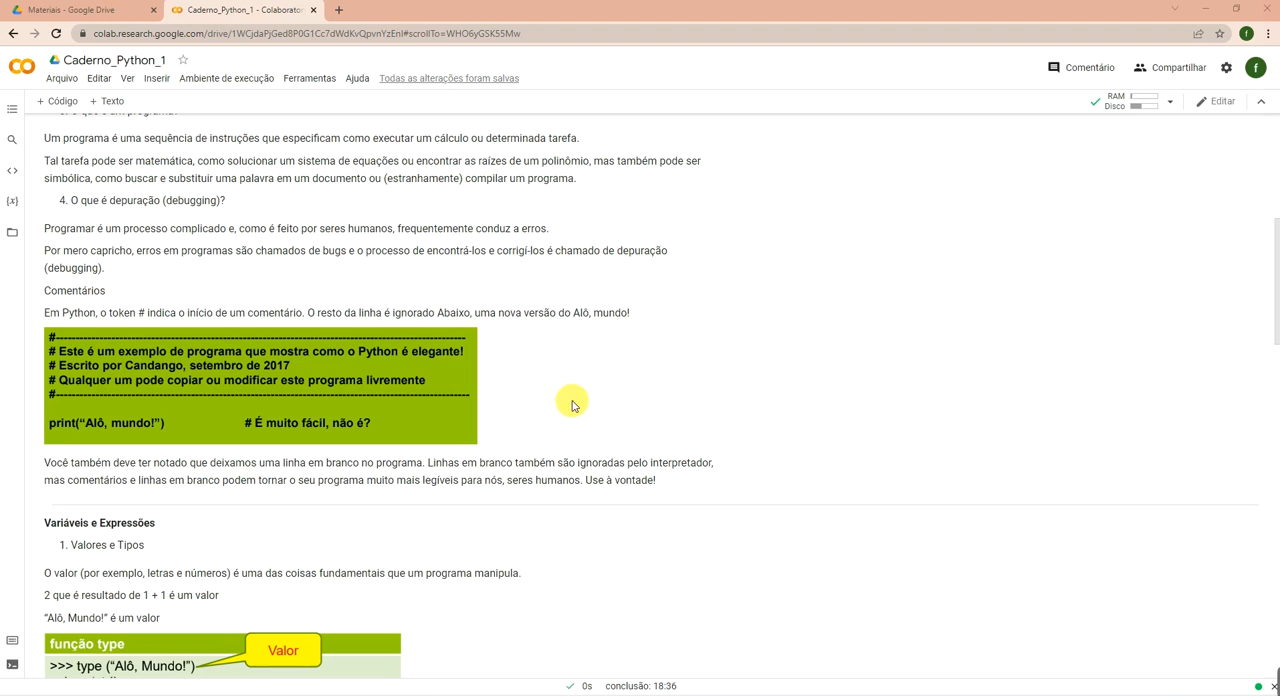 Materiais - Google Drive
Caderno_Python_1 - Colaborator
colab.research.google.com/drive/1WCjdaPjGed8P0G1Cc7dWdKvQpvnYzEnI#scrollTo=WHO6yGSK55Mw
Caderno_Python_1
Arquivo Editar Ver Inserir Ambiente de execução Ferramentas Ajuda Todas as alterações foram salvas
Comentário Compartilhar f
+ Código + Texto
RAM
Disco
Editar
Um programa é uma sequência de instruções que especificam como executar um cálculo ou determinada tarefa.
Tal tarefa pode ser matemática, como solucionar um sistema de equações ou encontrar as raízes de um polinômio, mas também pode ser
simbólica, como buscar e substituir uma palavra em um documento ou (estranhamente) compilar um programa.
4. O que é depuração (debugging)?
Programar é um processo complicado e, como é feito por seres humanos, frequentemente conduz a erros.
Por mero capricho, erros em programas são chamados de bugs e o processo de encontrá-los e corrigí-los é chamado de depuração
(debugging).
Comentários
Em Python, o token # indica o início de um comentário. O resto da linha é ignorado Abaixo, uma nova versão do Alô, mundo!
#------------------------------------------------------------
# Este é um exemplo de programa que mostra como o Python é elegante!
# Escrito por Candango, setembro de 2017
# Qualquer um pode copiar ou modificar este programa livremente
#------------------------------------------------------------
print(“Alô, mundo!”) # É muito fácil, não é?
Você também deve ter notado que deixamos uma linha em branco no programa. Linhas em branco também são ignoradas pelo interpretador,
mas comentários e linhas em branco podem tornar o seu programa muito mais legíveis para nós, seres humanos. Use à vontade!
Variáveis e Expressões
1. Valores e Tipos
O valor (por exemplo, letras e números) é uma das coisas fundamentais que um programa manipula.
2 que é resultado de 1 + 1 é um valor
“Alô, Mundo!” é um valor
função type
Valor
>>> type (“Alô, Mundo!”)
0s conclusão: 18:36